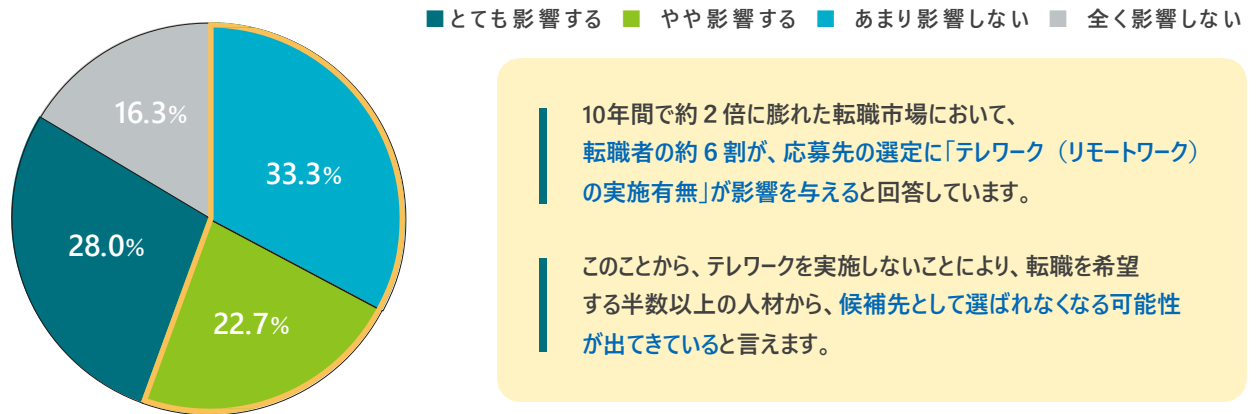 とても影響する やや影響する あまり影響しない 全く影響しない
16.3%
33.3%
28.0%
22.7%
10年間で約2倍に膨れた転職市場において、
転職者の約6割が、応募先の選定に「テレワーク（リモートワーク）
の実施有無」が影響を与えると回答しています。
このことから、テレワークを実施しないことにより、転職を希望
する半数以上の人材から、候補先として選ばれなくなる可能性
が出てきていると言えます。